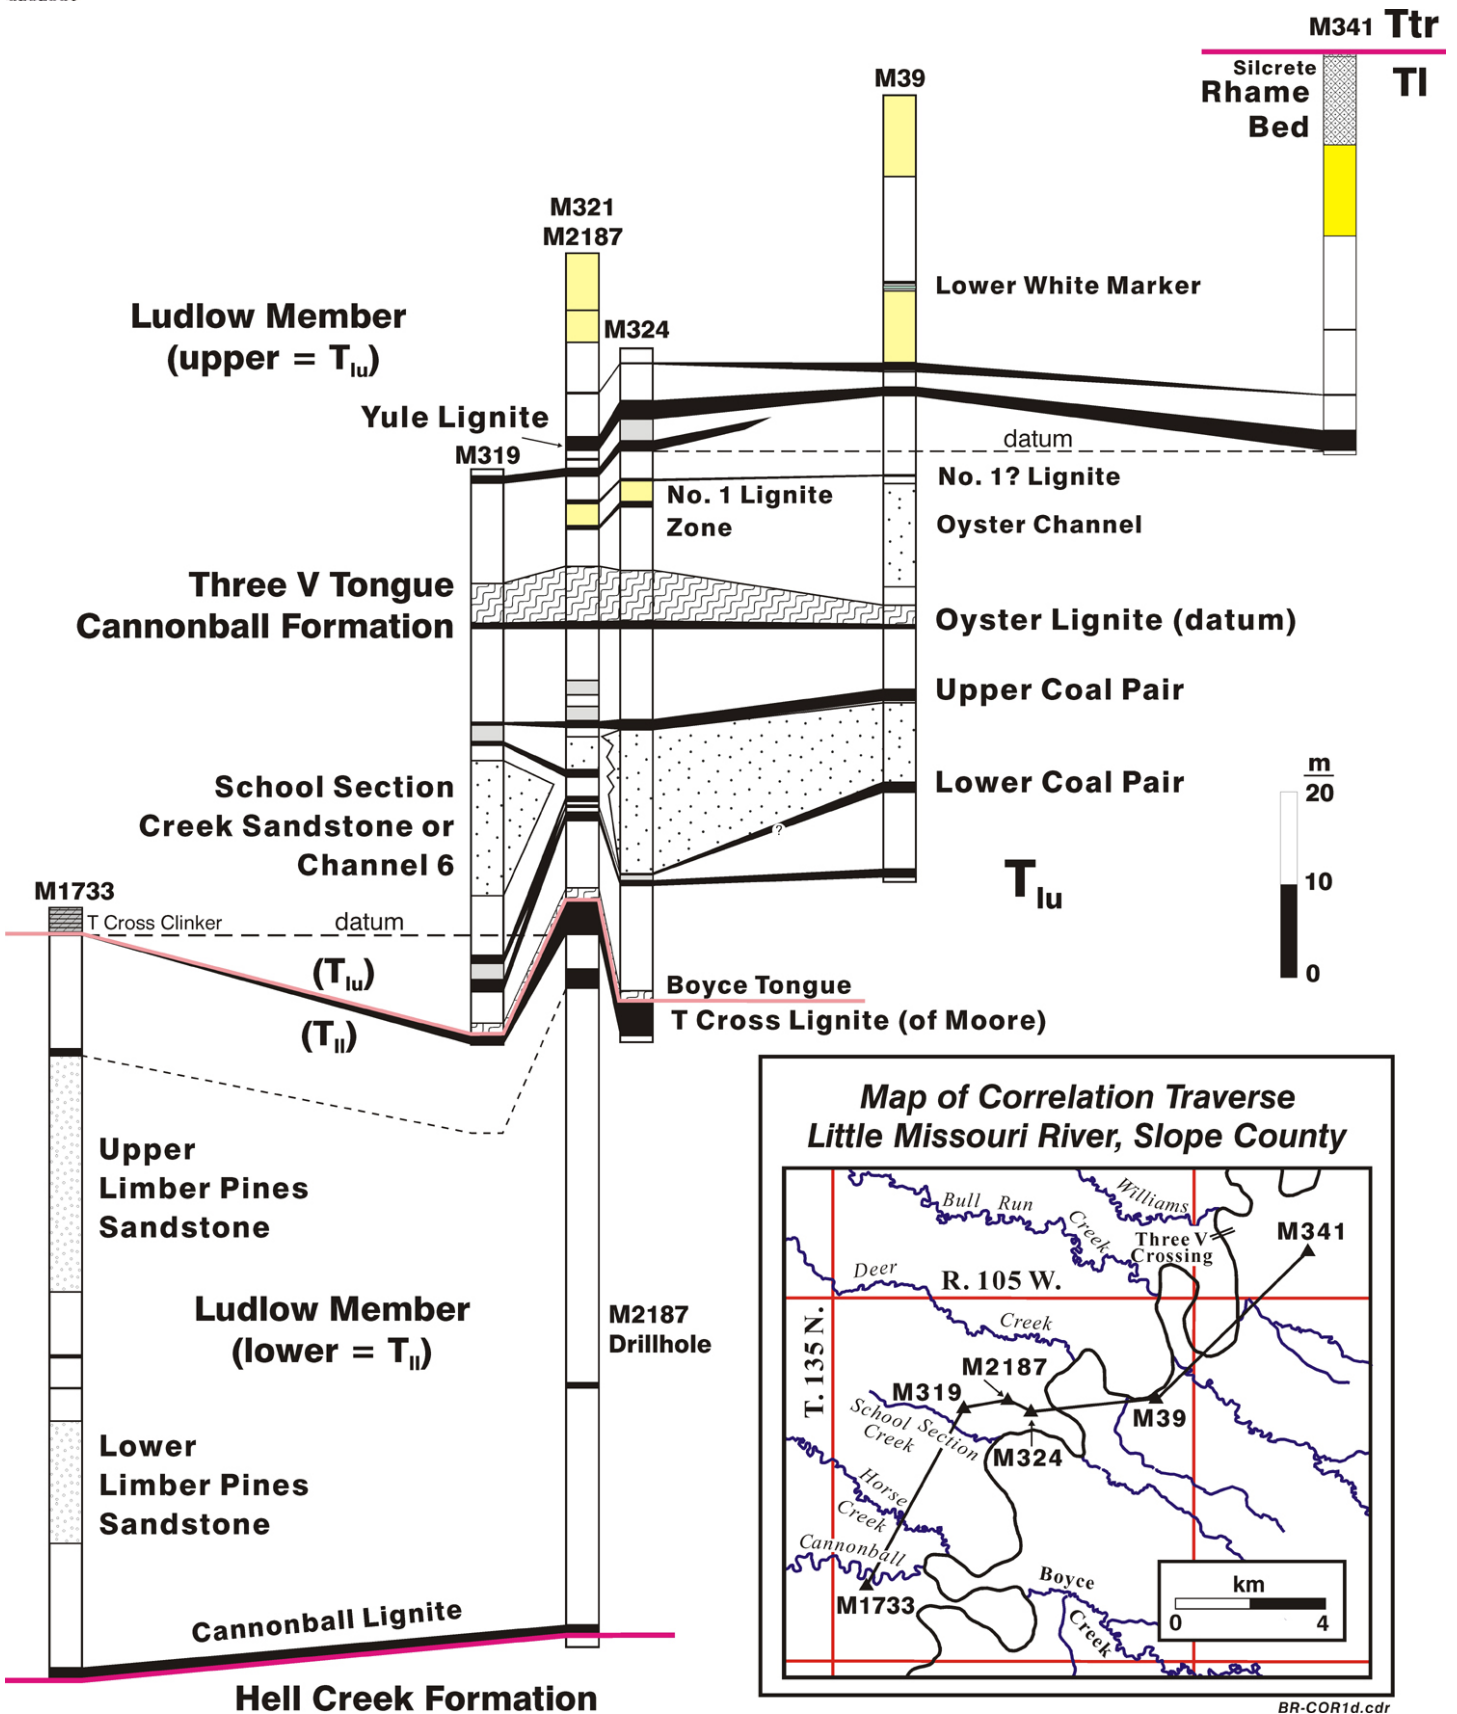 M341 Ttr
Silcrete
Rhame
Bed
Tl
M39
M321
M2187
Lower White Marker
Ludlow Member
(upper = Tlu)
M324
Yule Lignite
M319
datum
No. 1? Lignite
No. 1 Lignite
Zone
Oyster Channel
Three V Tongue
Cannonball Formation
Oyster Lignite (datum)
Upper Coal Pair
Lower Coal Pair
School Section
Creek Sandstone or
Channel 6
?
m
20
10
0
Tlu
M1733
T Cross Clinker
datum
(Tlu)
(Tll)
Boyce Tongue
T Cross Lignite (of Moore)
Upper
Limber Pines
Sandstone
Ludlow Member
(lower = Tll)
M2187
Drillhole
Lower
Limber Pines
Sandstone
Cannonball Lignite
Hell Creek Formation
Map of Correlation Traverse
Little Missouri River, Slope County
Williams
Bull Run
Creek
Three V
Crossing
M341
Deer
R. 105 W.
Creek
T. 135 N.
M2187
M319
M39
School Section
Creek
M324
Horse
Creek
Cannonball
M1733
Boyce
Creek
km
0 4
BR-COR1d.cdr